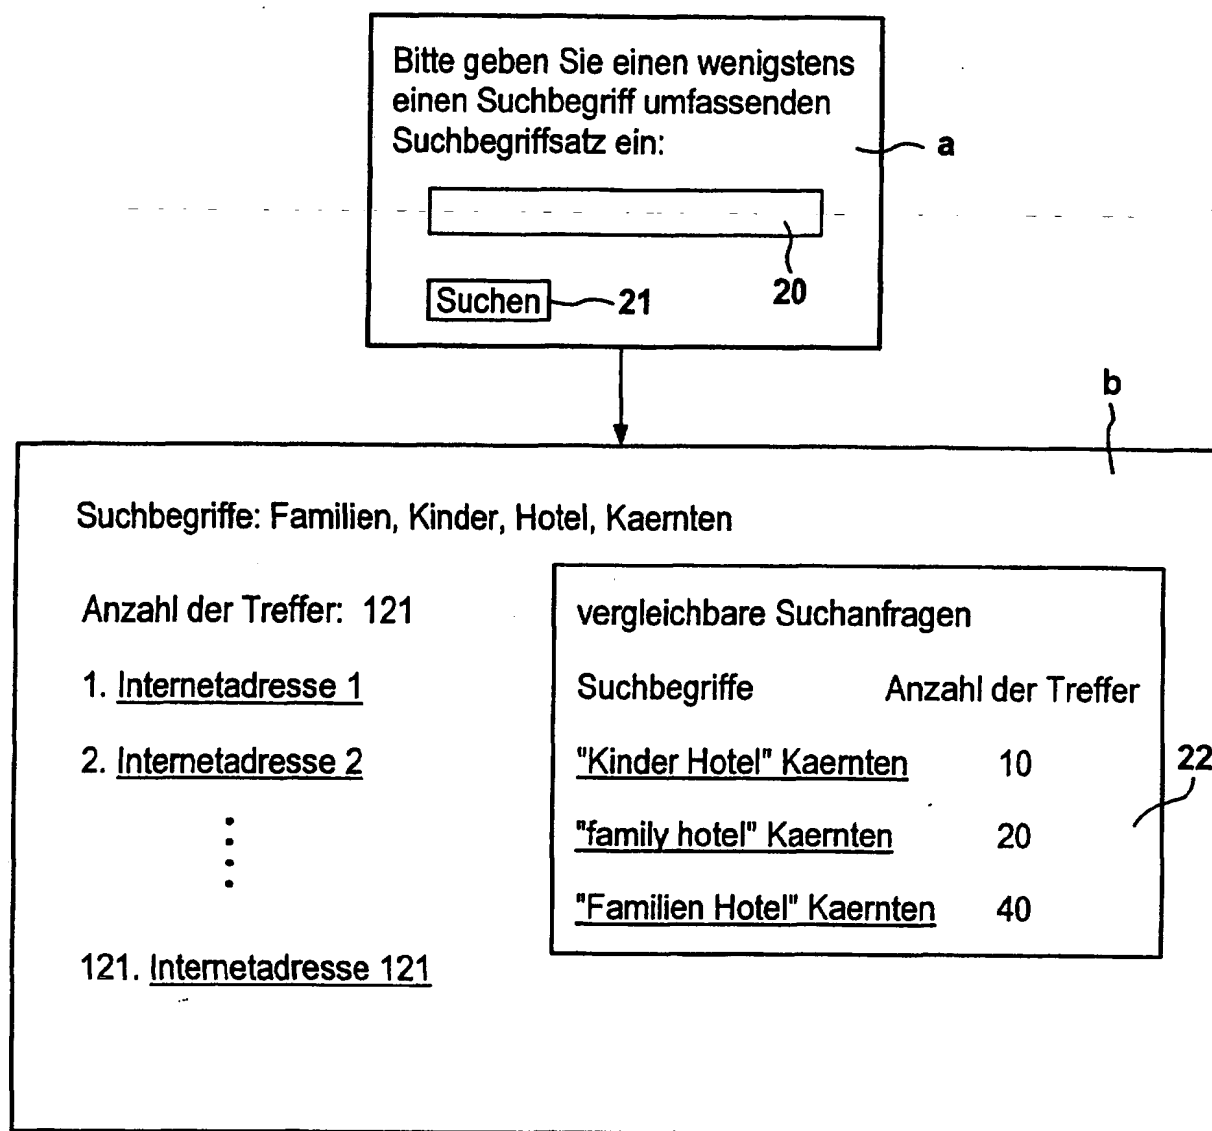 Bitte geben Sie einen wenigstens
einen Suchbegriff umfassenden
Suchbegriffsatz ein:
a
20
Suchen
21
b
Suchbegriffe: Familien, Kinder, Hotel, Kaernten
Anzahl der Treffer: 121
1. Internetadresse 1
2. Internetadresse 2
121. Internetadresse 121
vergleichbare Suchanfragen
Suchbegriffe Anzahl der Treffer
"Kinder Hotel" Kaernten 10
"family hotel" Kaernten 20
"Familien Hotel" Kaernten 40
22